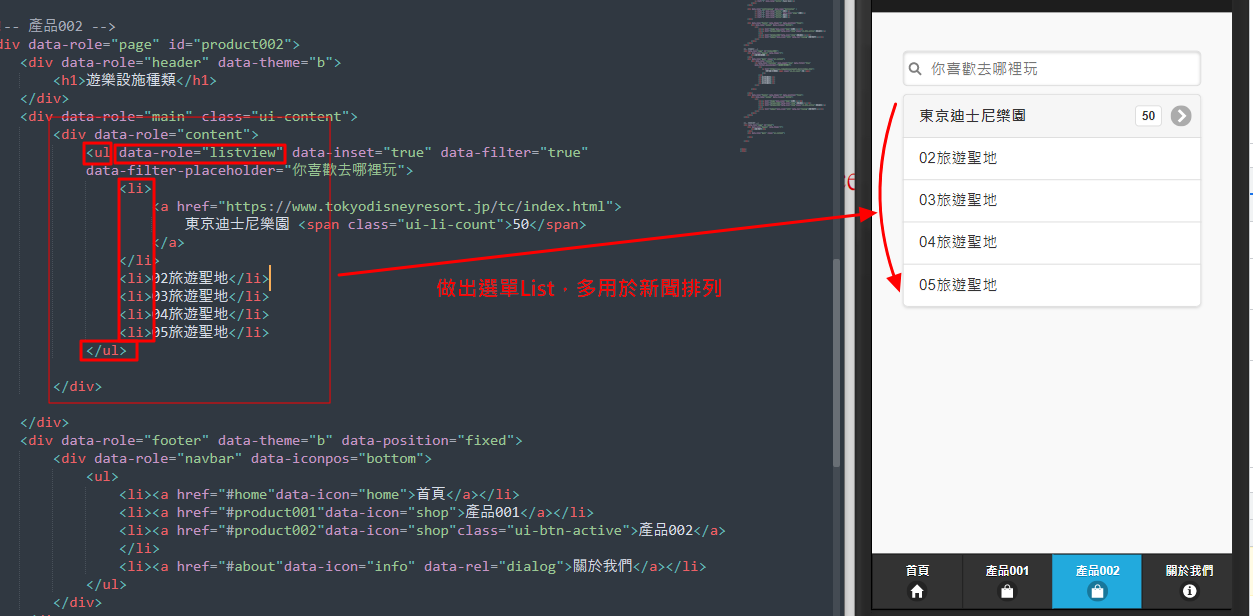 -- 產品002 -->
div data-role="page" id="product002">
<div data-role="header" data-theme="b">
<h1>遊樂設施種類</h1>
</div>
<div data-role="main" class="ui-content">
<div data-role="content">
<ul data-role="listview" data-inset="true" data-filter="true"
data-filter-placeholder="你喜歡去哪裡玩">
<li>
<a href="https://www.tokyodisneyresort.jp/tc/index.html">
東京迪士尼樂園 <span class="ui-li-count">50</span>
</a>
</li>
<li>02旅遊聖地</li>
<li>03旅遊聖地</li>
<li>04旅遊聖地</li>
<li>05旅遊聖地</li>
</ul>
</div>
</div>
<div data-role="footer" data-theme="b" data-position="fixed">
<div data-role="navbar" data-iconpos="bottom">
<ul>
<li><a href="#home"data-icon="home">首頁</a></li>
<li><a href="#product001"data-icon="shop">產品001</a></li>
<li><a href="#product002"data-icon="shop"class="ui-btn-active">產品002</a>
</li>
<li><a href="#about"data-icon="info" data-rel="dialog">關於我們</a></li>
</ul>
</div>
做出選單List，多用於新聞排列
你喜歡去哪裡玩
東京迪士尼樂園 50
02旅遊聖地
03旅遊聖地
04旅遊聖地
05旅遊聖地
首頁 產品001 產品002 關於我們